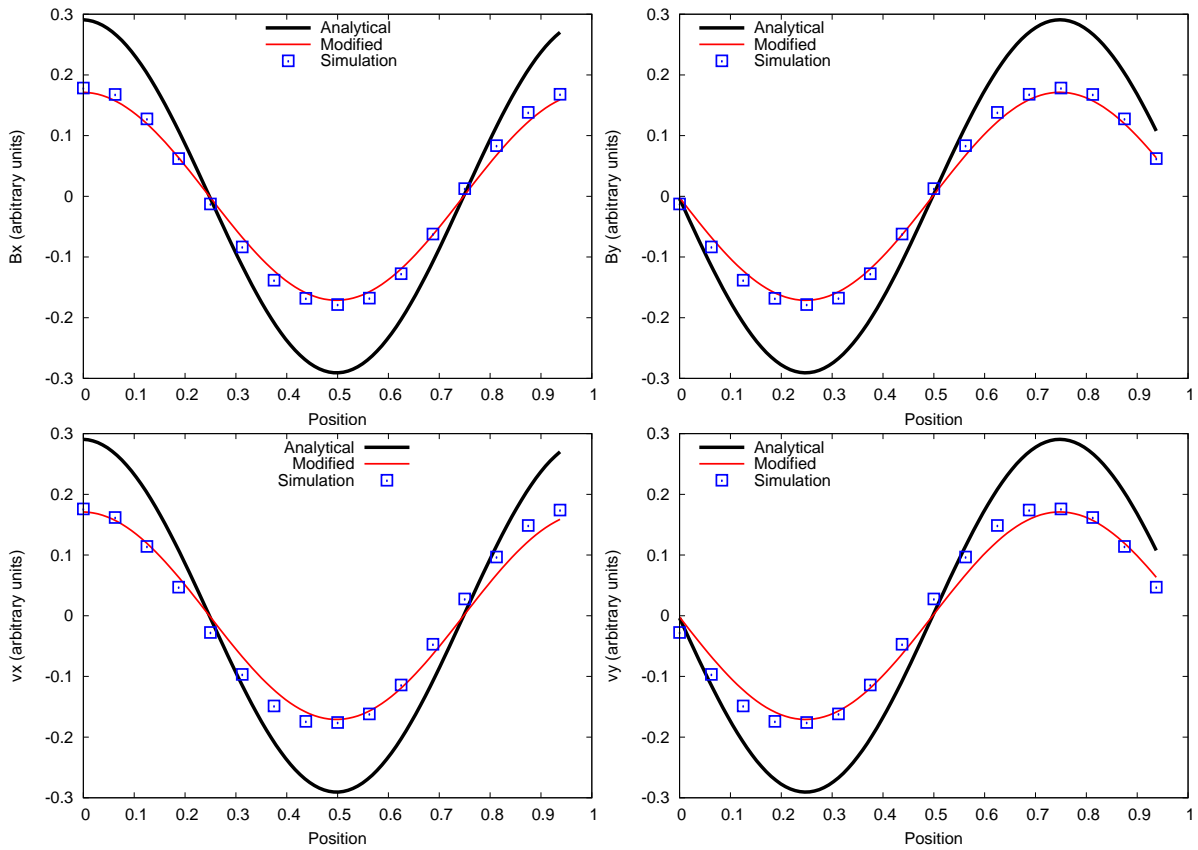 Bx (arbitrary units)
0.3
0.2
0.1
0
-0.1
-0.2
-0.3
Analytical
Modified
Simulation
0 0.1 0.2 0.3 0.4 0.5 0.6 0.7 0.8 0.9 1
Position
By (arbitrary units)
0.3
0.2
0.1
0
-0.1
-0.2
-0.3
Analytical
Modified
Simulation
0 0.1 0.2 0.3 0.4 0.5 0.6 0.7 0.8 0.9 1
Position
vx (arbitrary units)
0.3
0.2
0.1
0
-0.1
-0.2
-0.3
Analytical
Modified
Simulation
0 0.1 0.2 0.3 0.4 0.5 0.6 0.7 0.8 0.9 1
Position
vy (arbitrary units)
0.3
0.2
0.1
0
-0.1
-0.2
-0.3
Analytical
Modified
Simulation
0 0.1 0.2 0.3 0.4 0.5 0.6 0.7 0.8 0.9 1
Position